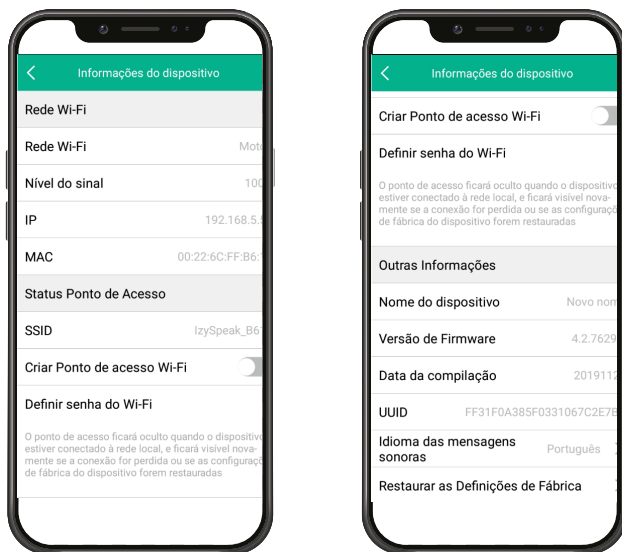 Informações do dispositivo
Rede Wi-Fi
Rede Wi-Fi
Nível do sinal
IP 192.168.5.
MAC 00:22:6C:FF:B6:
Status Ponto de Acesso
SSID IzySpeak_B6
Criar Ponto de acesso Wi-Fi
Definir senha do Wi-Fi
O ponto de acesso ficará oculto quando o dispositivo
estiver conectado à rede local, e ficará visível nova-
mente se a conexão for perdida ou se as configuraçõ
de fábrica do dispositivo forem restauradas
Informações do dispositivo
Criar Ponto de acesso Wi-Fi
Definir senha do Wi-Fi
O ponto de acesso ficará oculto quando o dispositivo
estiver conectado à rede local, e ficará visível nova-
mente se a conexão for perdida ou se as configuraçõ
de fábrica do dispositivo forem restauradas
Outras Informações
Nome do dispositivo Novo nom
Versão de Firmware 4.2.7629
Data da compilação 2019112
UUID FF31F0A385F0331067C2E7B
Idioma das mensagens
sonoras Português
Restaurar as Definições de Fábrica